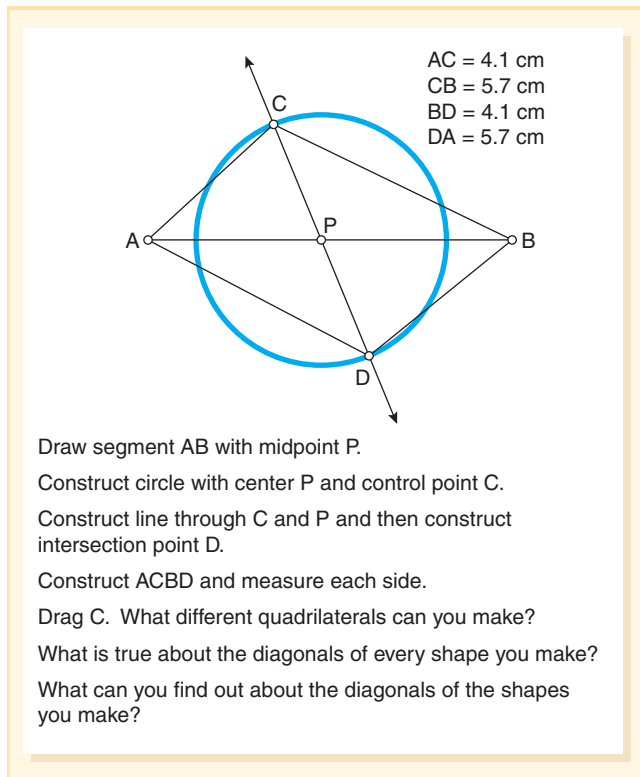 AC = 4.1 cm
CB = 5.7 cm
BD = 4.1 cm
DA = 5.7 cm
C
P
A
B
D
Draw segment AB with midpoint P.
Construct circle with center P and control point C.
Construct line through C and P and then construct
intersection point D.
Construct ACBD and measure each side.
Drag C. What different quadrilaterals can you make?
What is true about the diagonals of every shape you make?
What can you find out about the diagonals of the shapes
you make?